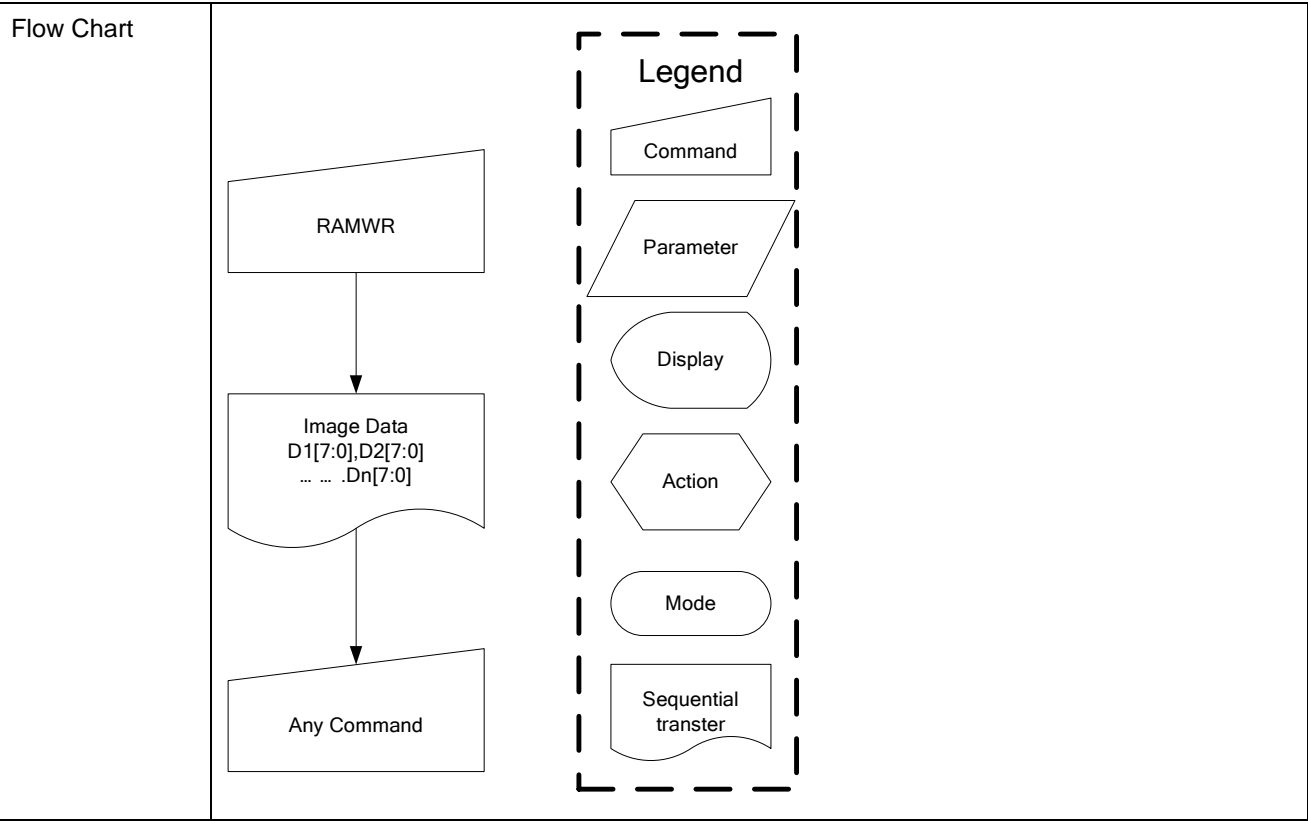 Flow Chart
RAMWR
Image Data
D1[7:0],D2[7:0]
... ... .Dn[7:0]
Any Command
Legend
Command
Parameter
Display
Action
Mode
Sequential
transter